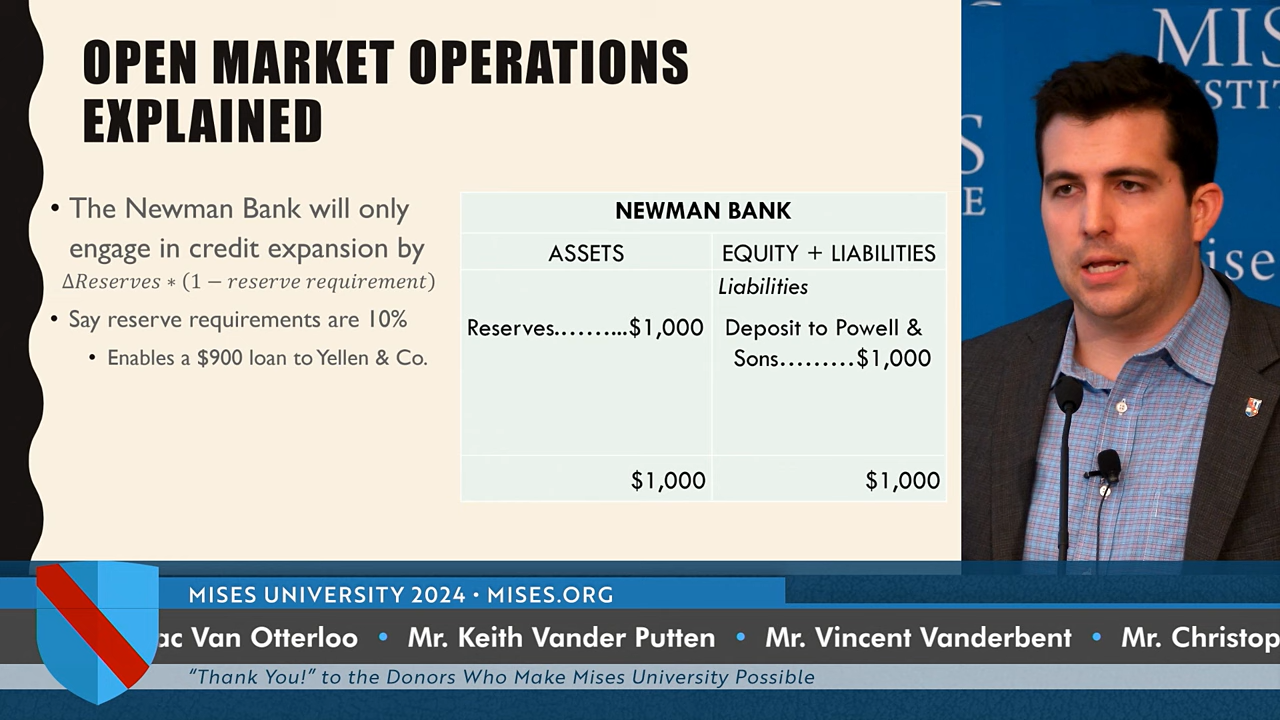 OPEN MARKET OPERATIONS
EXPLAINED
• The Newman Bank will only
engage in credit expansion by
ΔReserves ∗ (1 − reserve requirement)
• Say reserve requirements are 10%
• Enables a $900 loan to Yellen & Co.
NEWMAN BANK
ASSETS
EQUITY + LIABILITIES
Liabilities
Reserves.........$1,000
Deposit to Powell &
Sons.........$1,000
$1,000
$1,000
MIS
STIT
S
E
ise
MISES UNIVERSITY 2024 • MISES.ORG
ac Van Otterloo • Mr. Keith Vander Putten • Mr. Vincent Vanderbent • Mr. Christop
“Thank You!” to the Donors Who Make Mises University Possible